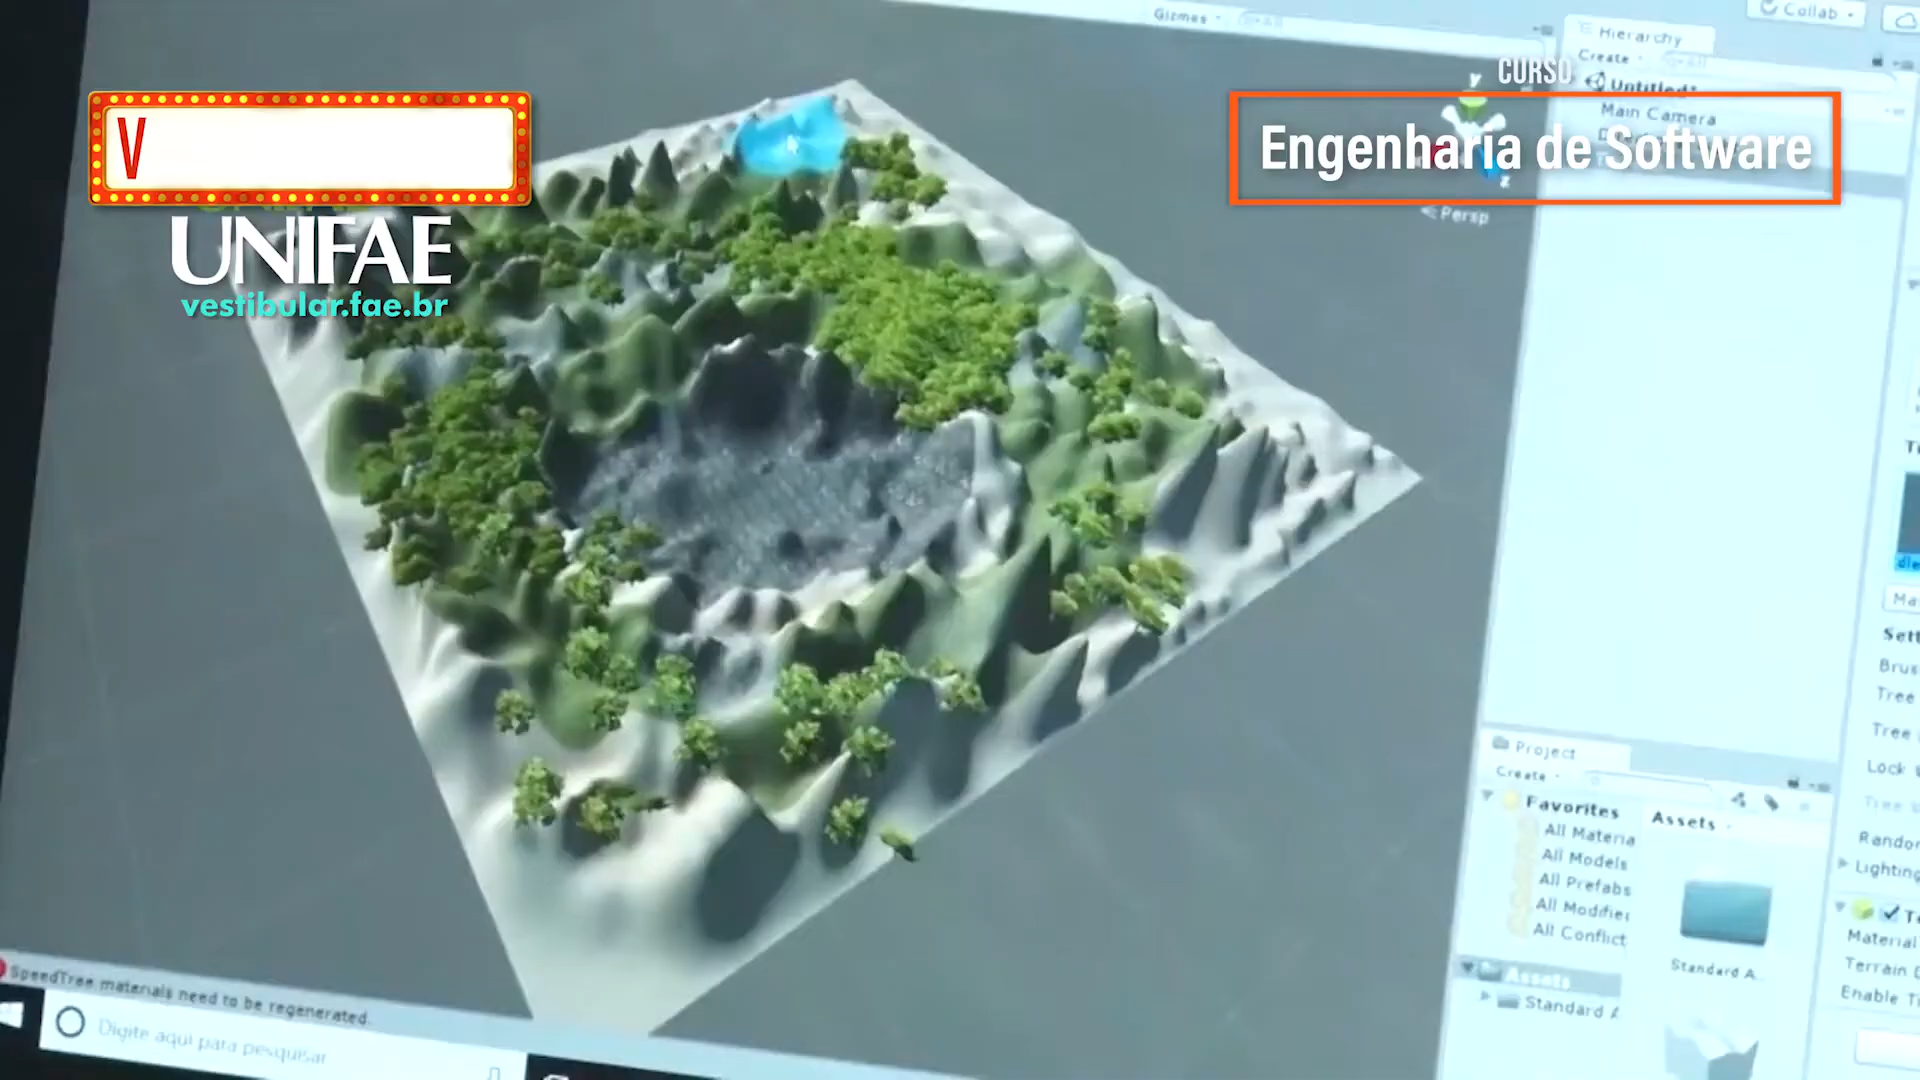 Gizmos
Collab
Hierarchy
Create
CURSO
Untitled*
Main Camera
V
Engenharia de Software
Persp
UNIFAE
vestibular.fae.br
Project
Create
Favorites
Assets
All Materia
All Models
All Prefabs
All Modifie
All Conflict
Standard A
Assets
Standard A
Sett
Brus
Tree
Tree
Lock
Tree
Random
Lighting
Material
Terrain
Enable
SpeedTree materials need to be regenerated.
Digite aqui para pesquisar